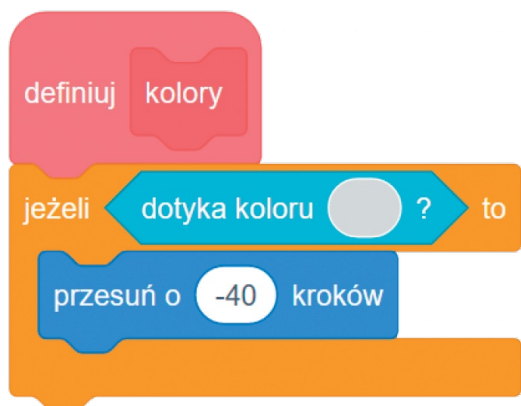 definiuj kolory
jeżeli dotyka koloru ? to
przesuń o -40 kroków